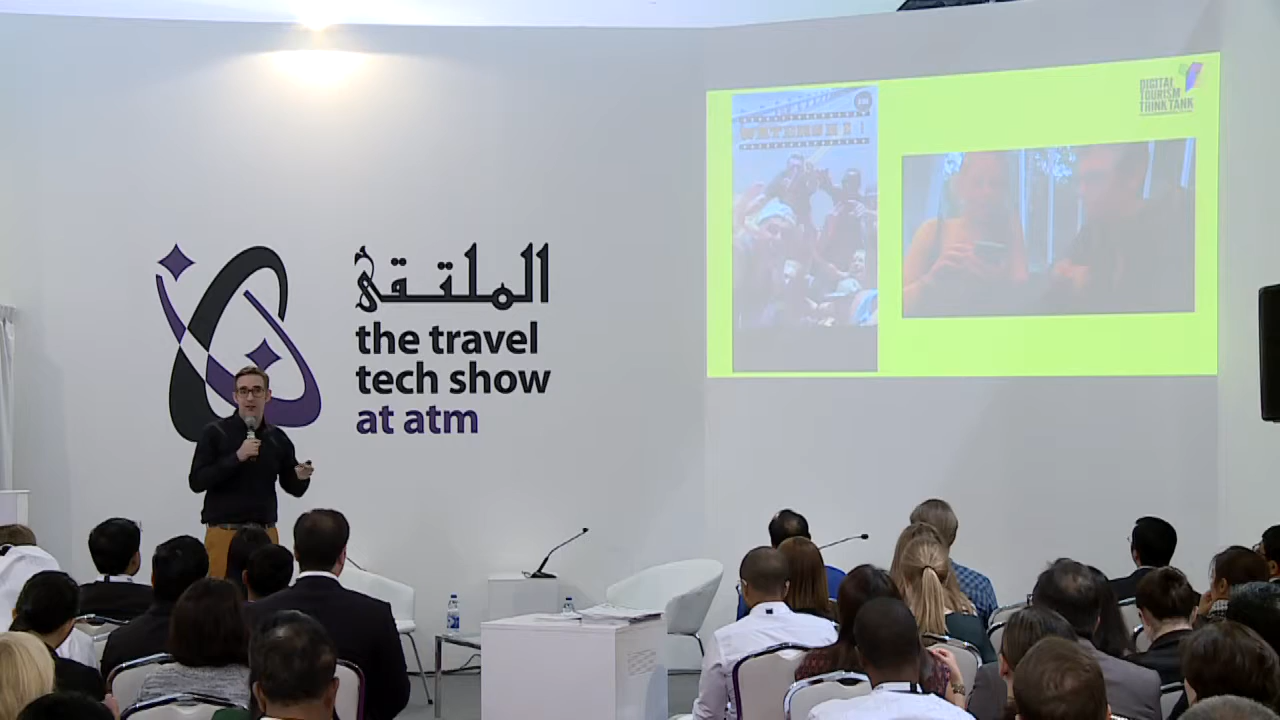 الملتقى
the travel
tech show
at atm
DIGITAL
TOURISM
THINK TANK